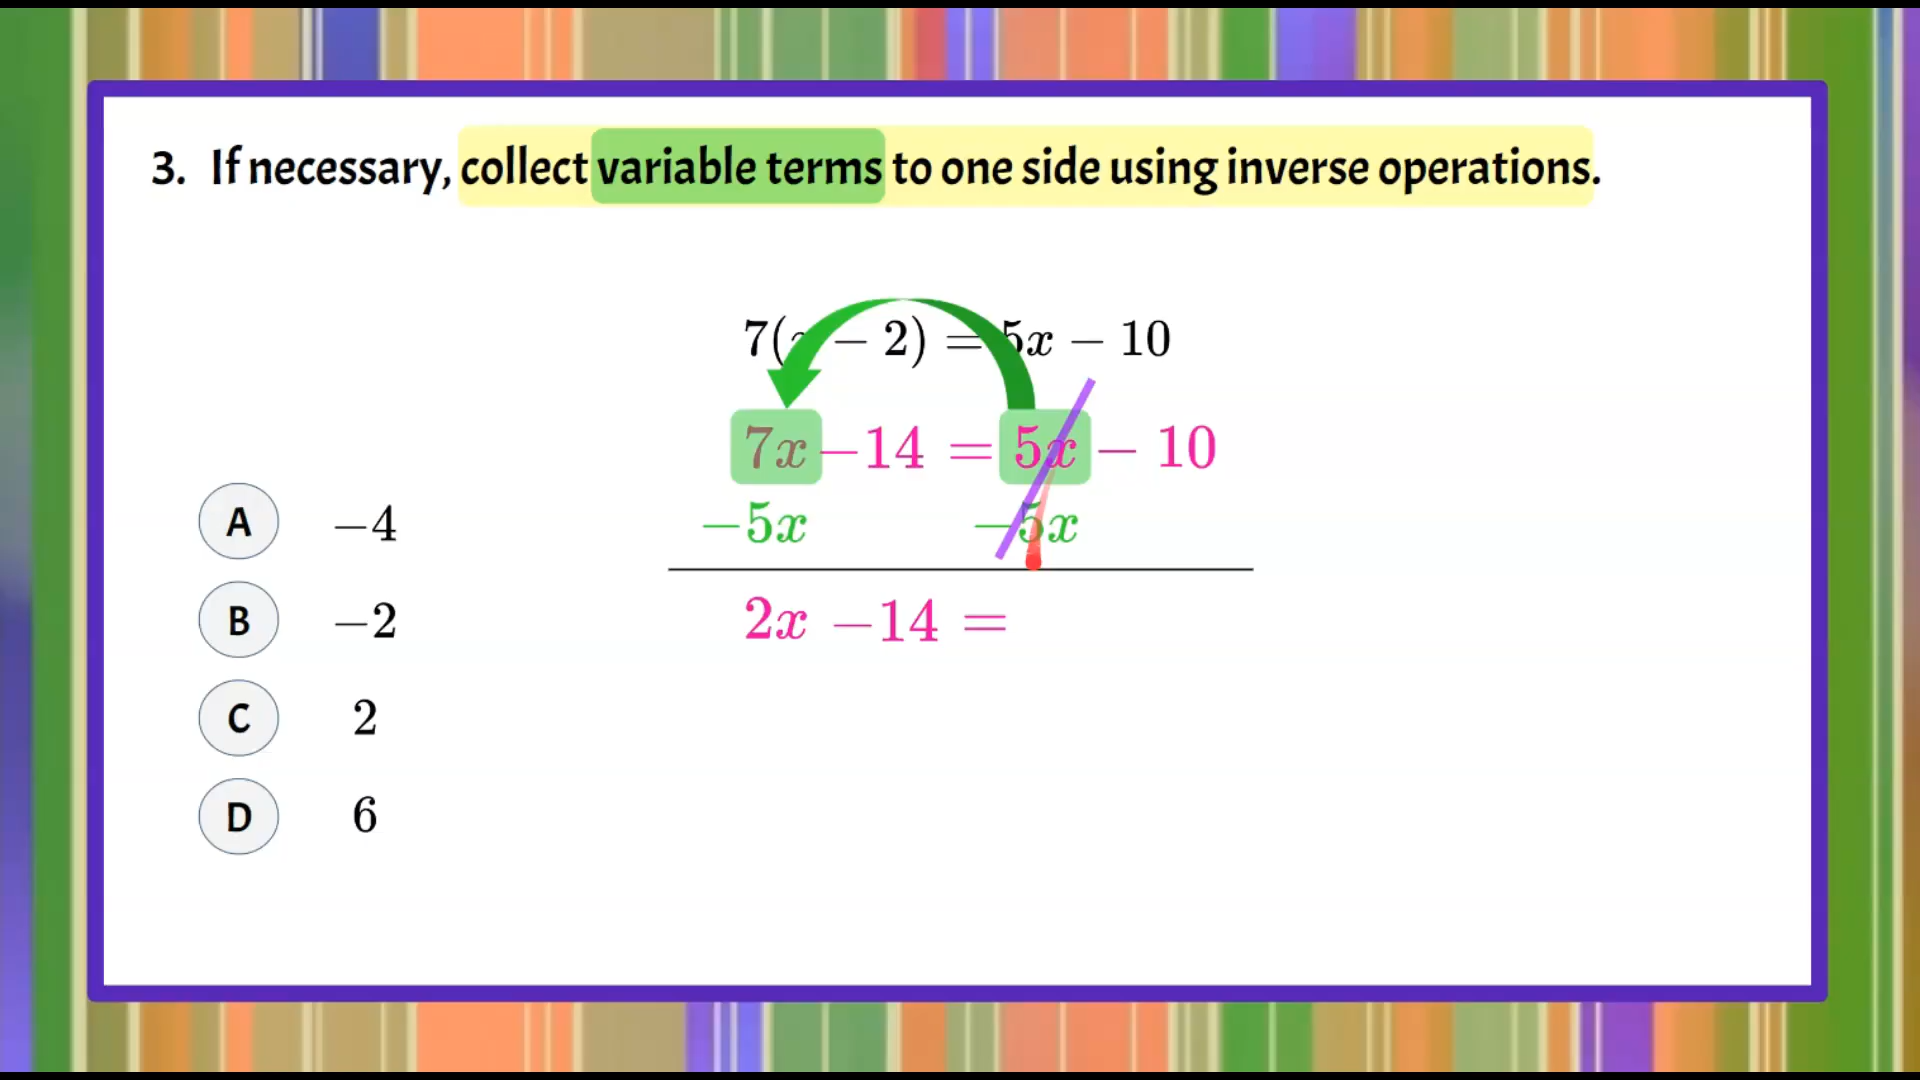 3. If necessary, collect variable terms to one side using inverse operations.
7(x − 2) = 5x − 10
7x −14 = 5x − 10
−5x −5x
2x −14 =
A −4
B −2
C 2
D 6